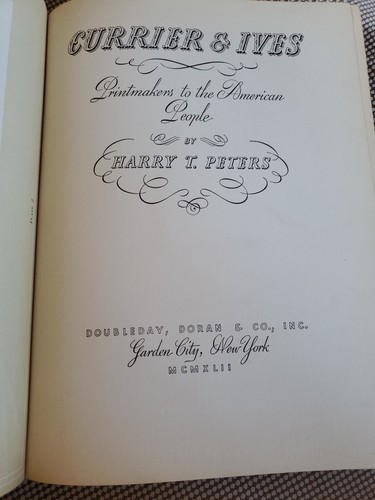 CURRIER & IVES
Printmakers to the American
People
BY
HARRY T. PETERS
DOUBLEDAY, DORAN & CO., INC.
Garden City, New York
MCMXLII